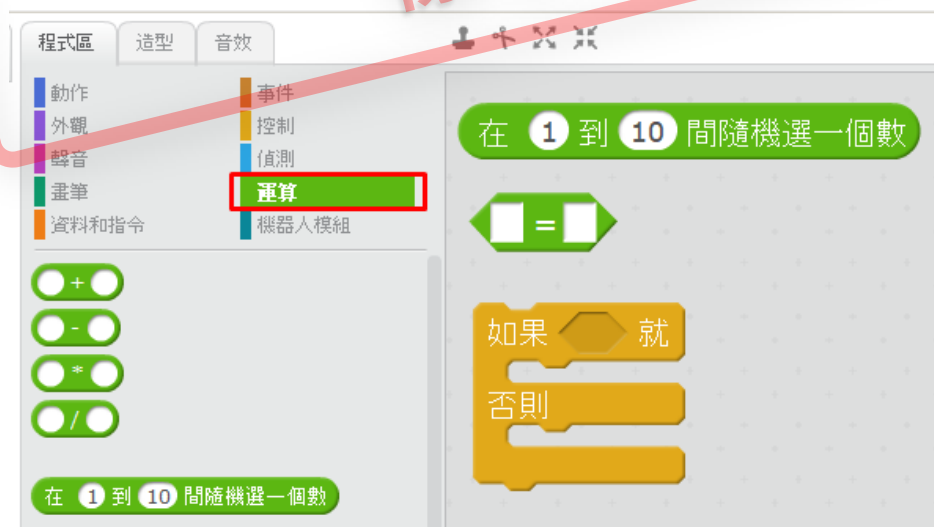 程式區 造型 音效
動作 事件
外觀 控制
聲音 偵測
畫筆 運算
資料和指令 機器人模組
+
-
*
/
在 1 到 10 間隨機選一個數
在 1 到 10 間隨機選一個數
=
如果 就
否則